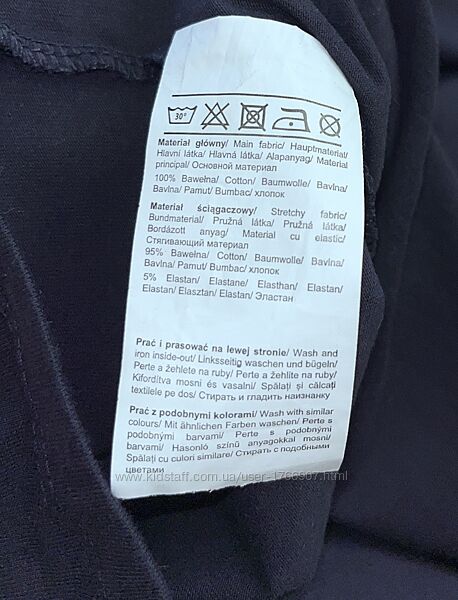 30°
Materiał główny/ Main fabric/ Hauptmaterial/
Hlavní látka/ Hlavná látka/ Alapanyag/ Material
principal/ Основной материал
100% Bawełna/ Cotton/ Baumwolle/ Bavlna/
Bavlna/ Pamut/ Bumbac/ хлопок
Materiał ściągaczowy/ Stretchy fabric/
Bundmaterial/ Pružná látka/ Pružná látka/
Bordázott anyag/ Material cu elastic/
Стягивающий материал
95% Bawełna/ Cotton/ Baumwolle/ Bavlna/
Bavlna/ Pamut/ Bumbac/ хлопок
5% Elastan/ Elastane/ Elasthan/ Elastan/
Elastan/ Elasztan/ Elastan/ Эластан
Prać i prasować na lewej stronie/ Wash and
iron inside-out/ Linksseitig waschen und bügeln/
Perte a žehlete na ruby/ Perte a žehlite na ruby/
Kifordítva mosni és vasalni/ Spălați și călcați
textilele pe dos/ Стирать и гладить наизнанку
Prać z podobnymi kolorami/ Wash with similar
colours/ Mit ähnlichen Farben waschen/ Perte s
podobnými barvami/ Perte s podobnými
barvami/ Hasonló színű anyagokkal mosni/
Spălați cu culori similare/ Стирать с подобными
цветами
www.kidstaff.com.ua/user-1766907.html